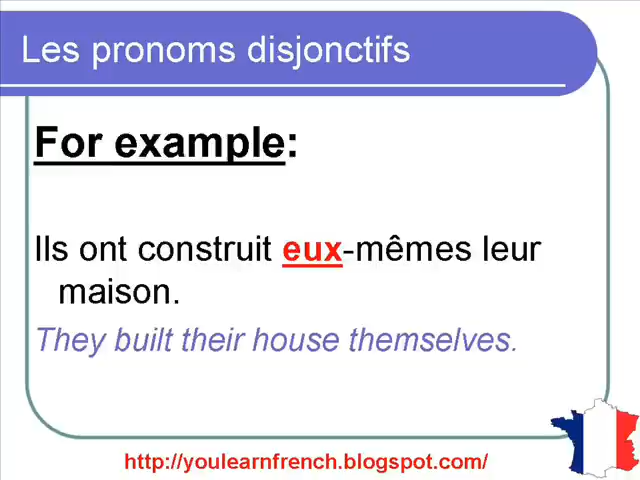 Les pronoms disjonctifs
For example:
Ils ont construit eux-mêmes leur
maison.
They built their house themselves.
http://youlearnfrench.blogspot.com/